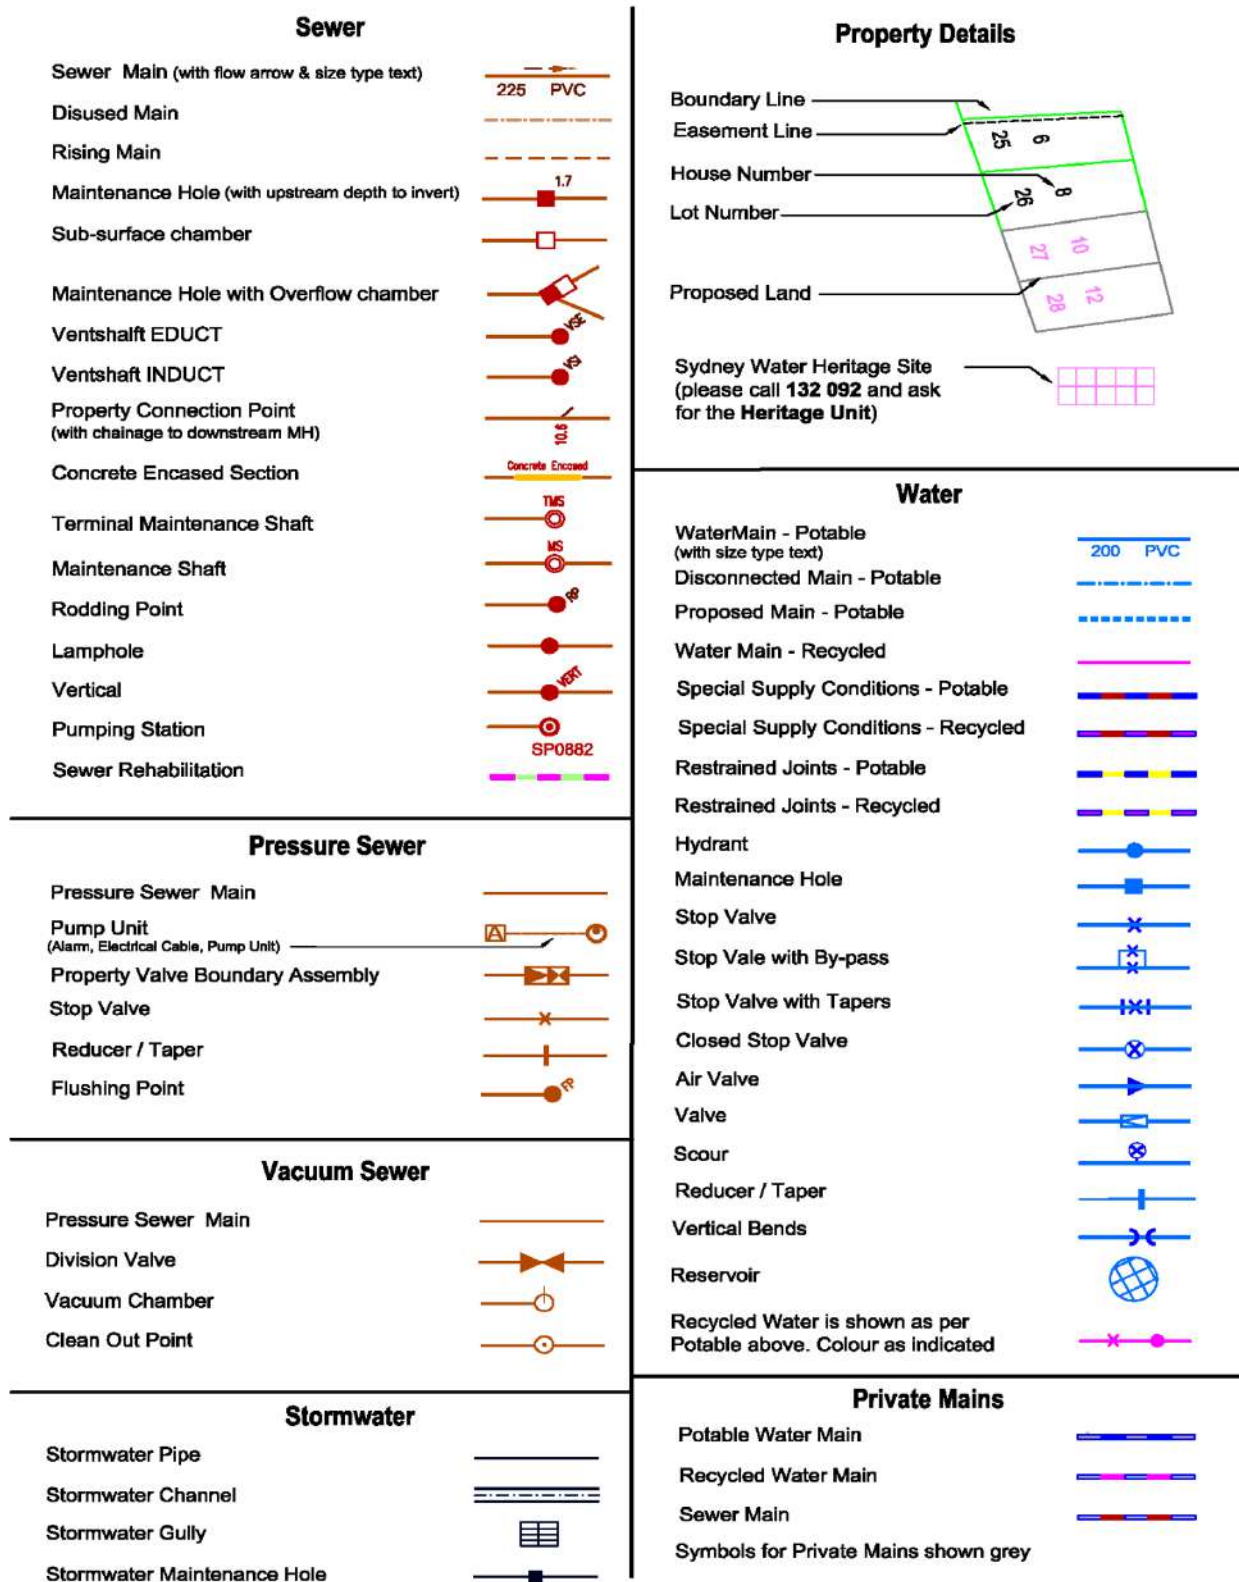 Sewer
Sewer Main (with flow arrow & size type text)
225 PVC
Disused Main
Rising Main
Maintenance Hole (with upstream depth to invert)
1.7
Sub-surface chamber
Maintenance Hole with Overflow chamber
Ventshalft EDUCT
VSE
Ventshaft INDUCT
VSI
Property Connection Point
(with chainage to downstream MH)
10.6
Concrete Encased Section
Concrete Encased
Terminal Maintenance Shaft
TMS
Maintenance Shaft
MS
Rodding Point
RP
Lamphole
Vertical
VERT
Pumping Station
SP0882
Sewer Rehabilitation
Pressure Sewer
Pressure Sewer Main
Pump Unit
(Alarm, Electrical Cable, Pump Unit)
A
Property Valve Boundary Assembly
Stop Valve
Reducer / Taper
Flushing Point
FP
Vacuum Sewer
Pressure Sewer Main
Division Valve
Vacuum Chamber
Clean Out Point
Stormwater
Stormwater Pipe
Stormwater Channel
Stormwater Gully
Stormwater Maintenance Hole
Property Details
Boundary Line
Easement Line
25 6
House Number
26 8
Lot Number
27 10
Proposed Land
28 12
Sydney Water Heritage Site
(please call 132 092 and ask
for the Heritage Unit)
Water
WaterMain - Potable
(with size type text)
200 PVC
Disconnected Main - Potable
Proposed Main - Potable
Water Main - Recycled
Special Supply Conditions - Potable
Special Supply Conditions - Recycled
Restrained Joints - Potable
Restrained Joints - Recycled
Hydrant
Maintenance Hole
Stop Valve
Stop Vale with By-pass
Stop Valve with Tapers
Closed Stop Valve
Air Valve
Valve
Scour
Reducer / Taper
Vertical Bends
Reservoir
Recycled Water is shown as per
Potable above. Colour as indicated
Private Mains
Potable Water Main
Recycled Water Main
Sewer Main
Symbols for Private Mains shown grey